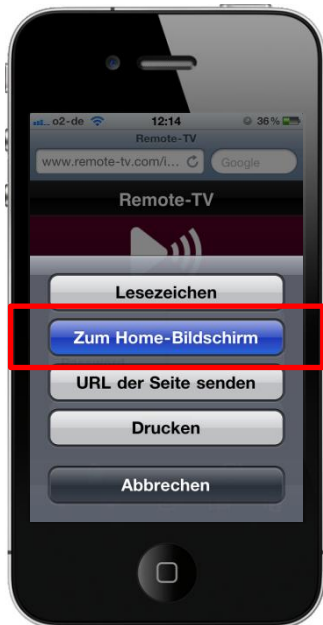 o2-de 12:14 36%
Remote-TV
www.remote-tv.com/i... Google
Remote-TV
Lesezeichen
Zum Home-Bildschirm
URL der Seite senden
Drucken
Abbrechen